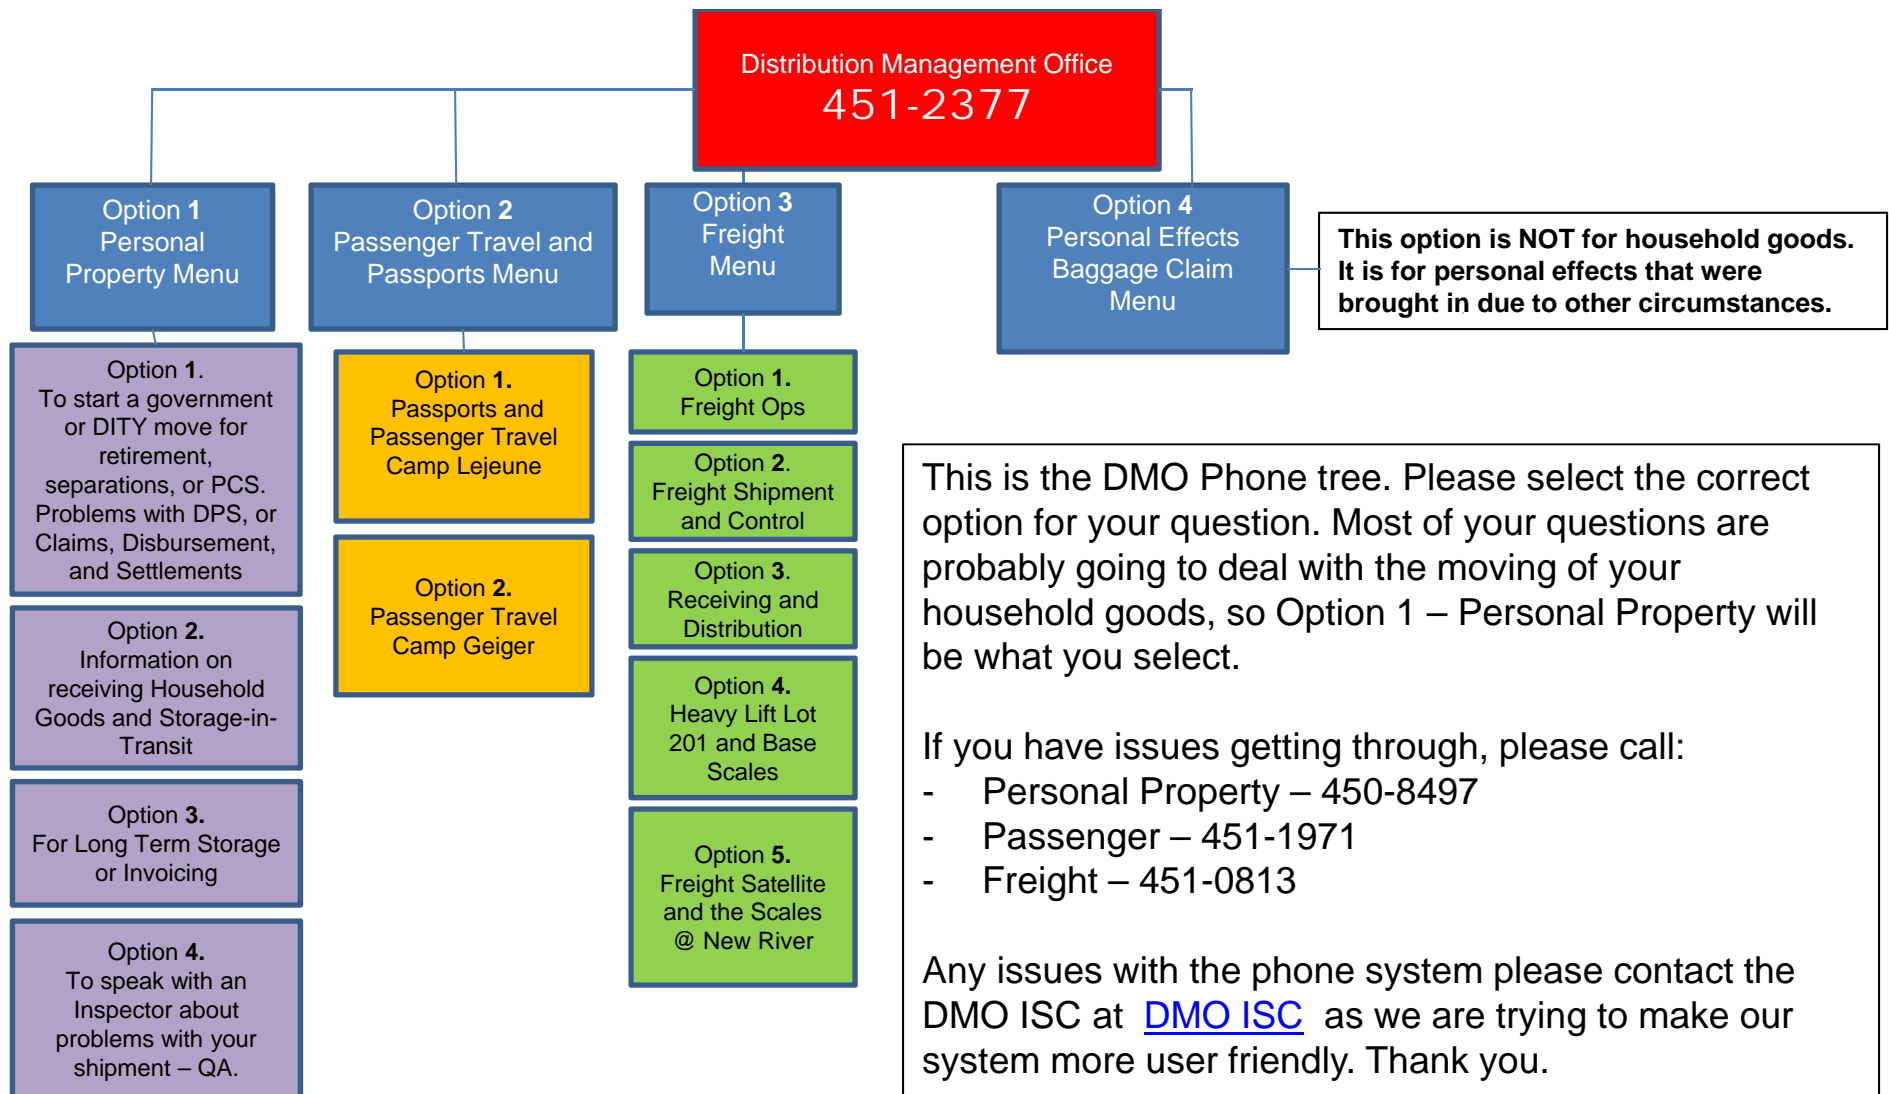 Distribution Management Office
451-2377
Option 1
Personal
Property Menu
Option 2
Passenger Travel and
Passports Menu
Option 3
Freight
Menu
Option 4
Personal Effects
Baggage Claim
Menu
This option is NOT for household goods.
It is for personal effects that were
brought in due to other circumstances.
Option 1.
To start a government
or DITY move for
retirement,
separations, or PCS.
Problems with DPS, or
Claims, Disbursement,
and Settlements
Option 2.
Information on
receiving Household
Goods and Storage-in-
Transit
Option 3.
For Long Term Storage
or Invoicing
Option 4.
To speak with an
Inspector about
problems with your
shipment – QA.
Option 1.
Passports and
Passenger Travel
Camp Lejeune
Option 2.
Passenger Travel
Camp Geiger
Option 1.
Freight Ops
Option 2.
Freight Shipment
and Control
Option 3.
Receiving and
Distribution
Option 4.
Heavy Lift Lot
201 and Base
Scales
Option 5.
Freight Satellite
and the Scales
@ New River
This is the DMO Phone tree. Please select the correct
option for your question. Most of your questions are
probably going to deal with the moving of your
household goods, so Option 1 – Personal Property will
be what you select.
If you have issues getting through, please call:
- Personal Property – 450-8497
- Passenger – 451-1971
- Freight – 451-0813
Any issues with the phone system please contact the
DMO ISC at DMO ISC as we are trying to make our
system more user friendly. Thank you.